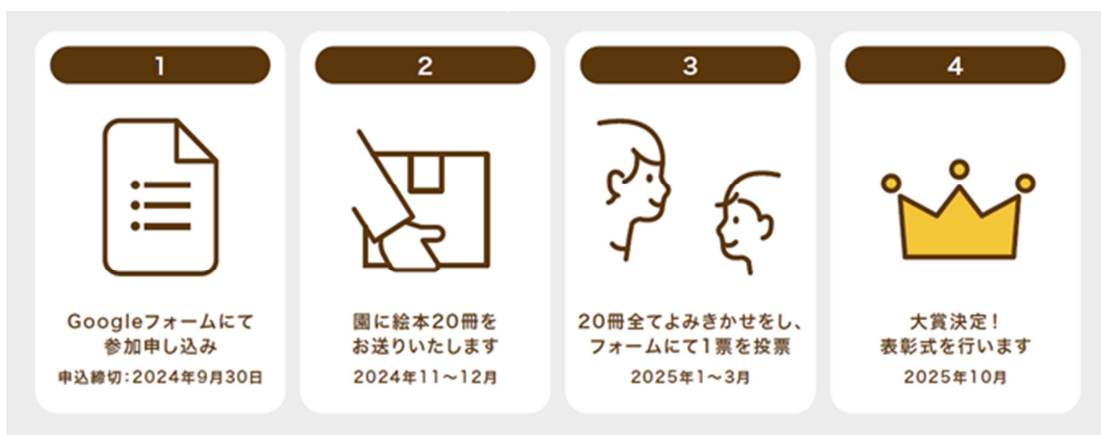 1
Googleフォームにて
参加申し込み
申込締切：2024年9月30日
2
園に絵本20冊を
お送りいたします
2024年11～12月
3
20冊全てよみきかせをし、
フォームにて1票を投票
2025年1～3月
4
大賞決定！
表彰式を行います
2025年10月